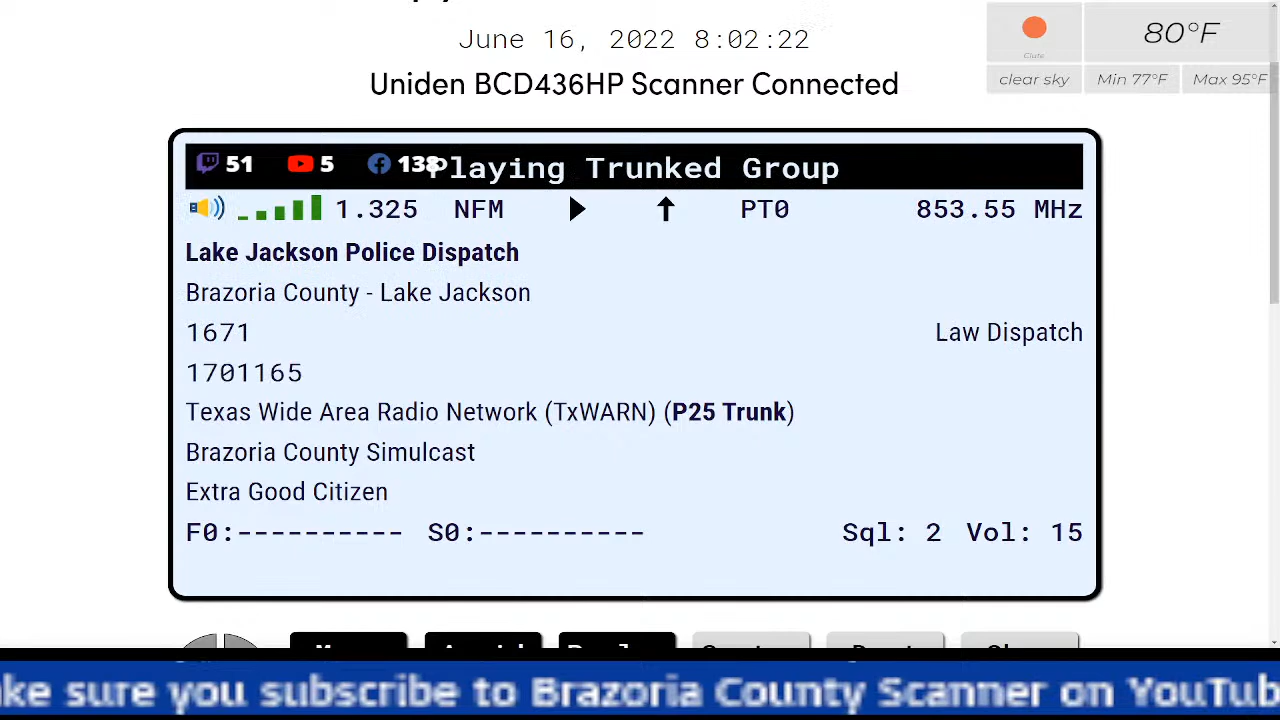 June 16, 2022 8:02:22
80°F
Clute
clear sky Min 77°F Max 95°F
Uniden BCD436HP Scanner Connected
51 5 138 Playing Trunked Group
1.325 NFM PT0 853.55 MHz
Lake Jackson Police Dispatch
Brazoria County - Lake Jackson
1671 Law Dispatch
1701165
Texas Wide Area Radio Network (TxWARN) (P25 Trunk)
Brazoria County Simulcast
Extra Good Citizen
F0:---------- S0:---------- Sql: 2 Vol: 15
ke sure you subscribe to Brazoria County Scanner on YouTub